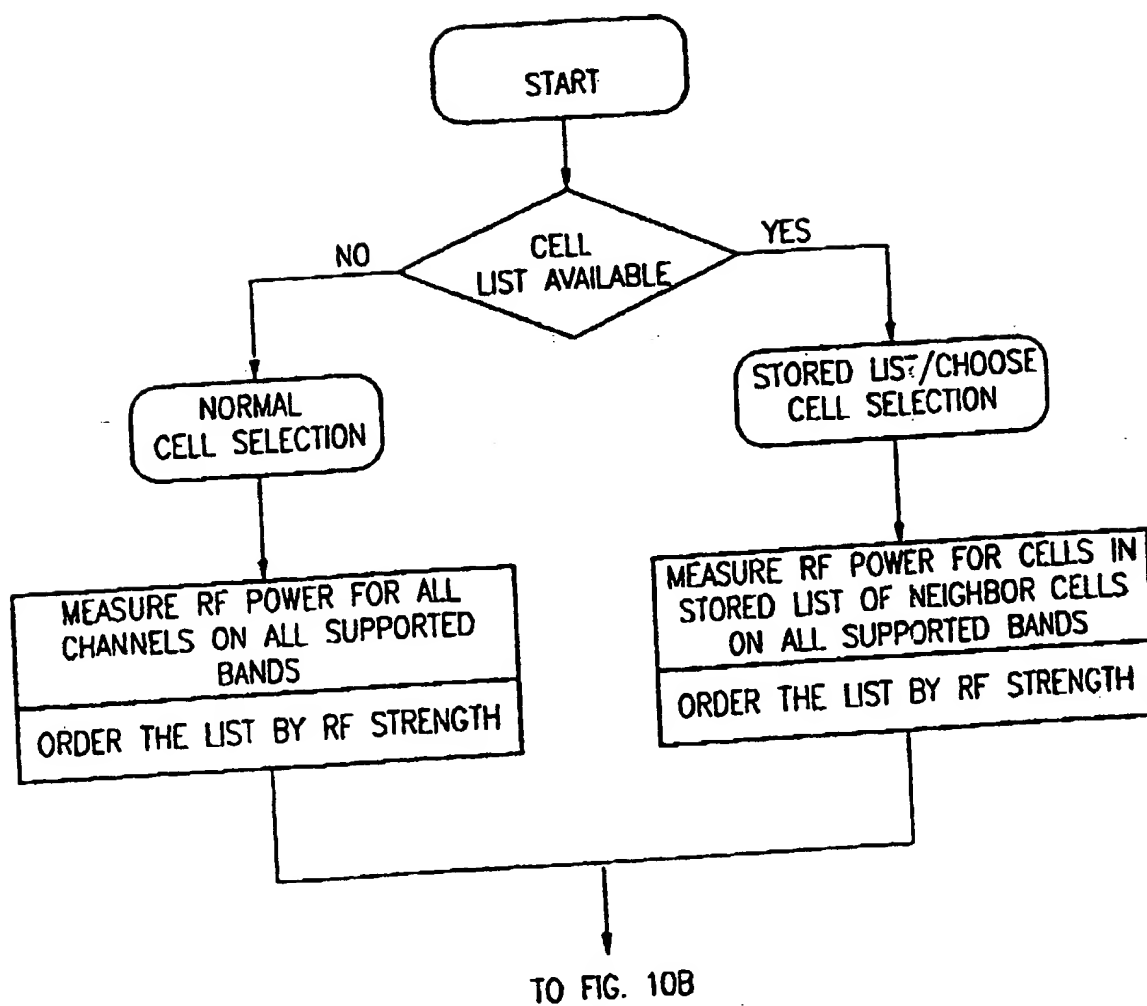 START
CELL
LIST AVAILABLE
NO
YES
NORMAL
CELL SELECTION
STORED LIST/CHOOSE
CELL SELECTION
MEASURE RF POWER FOR ALL
CHANNELS ON ALL SUPPORTED
BANDS
ORDER THE LIST BY RF STRENGTH
MEASURE RF POWER FOR CELLS IN
STORED LIST OF NEIGHBOR CELLS
ON ALL SUPPORTED BANDS
ORDER THE LIST BY RF STRENGTH
TO FIG. 10B